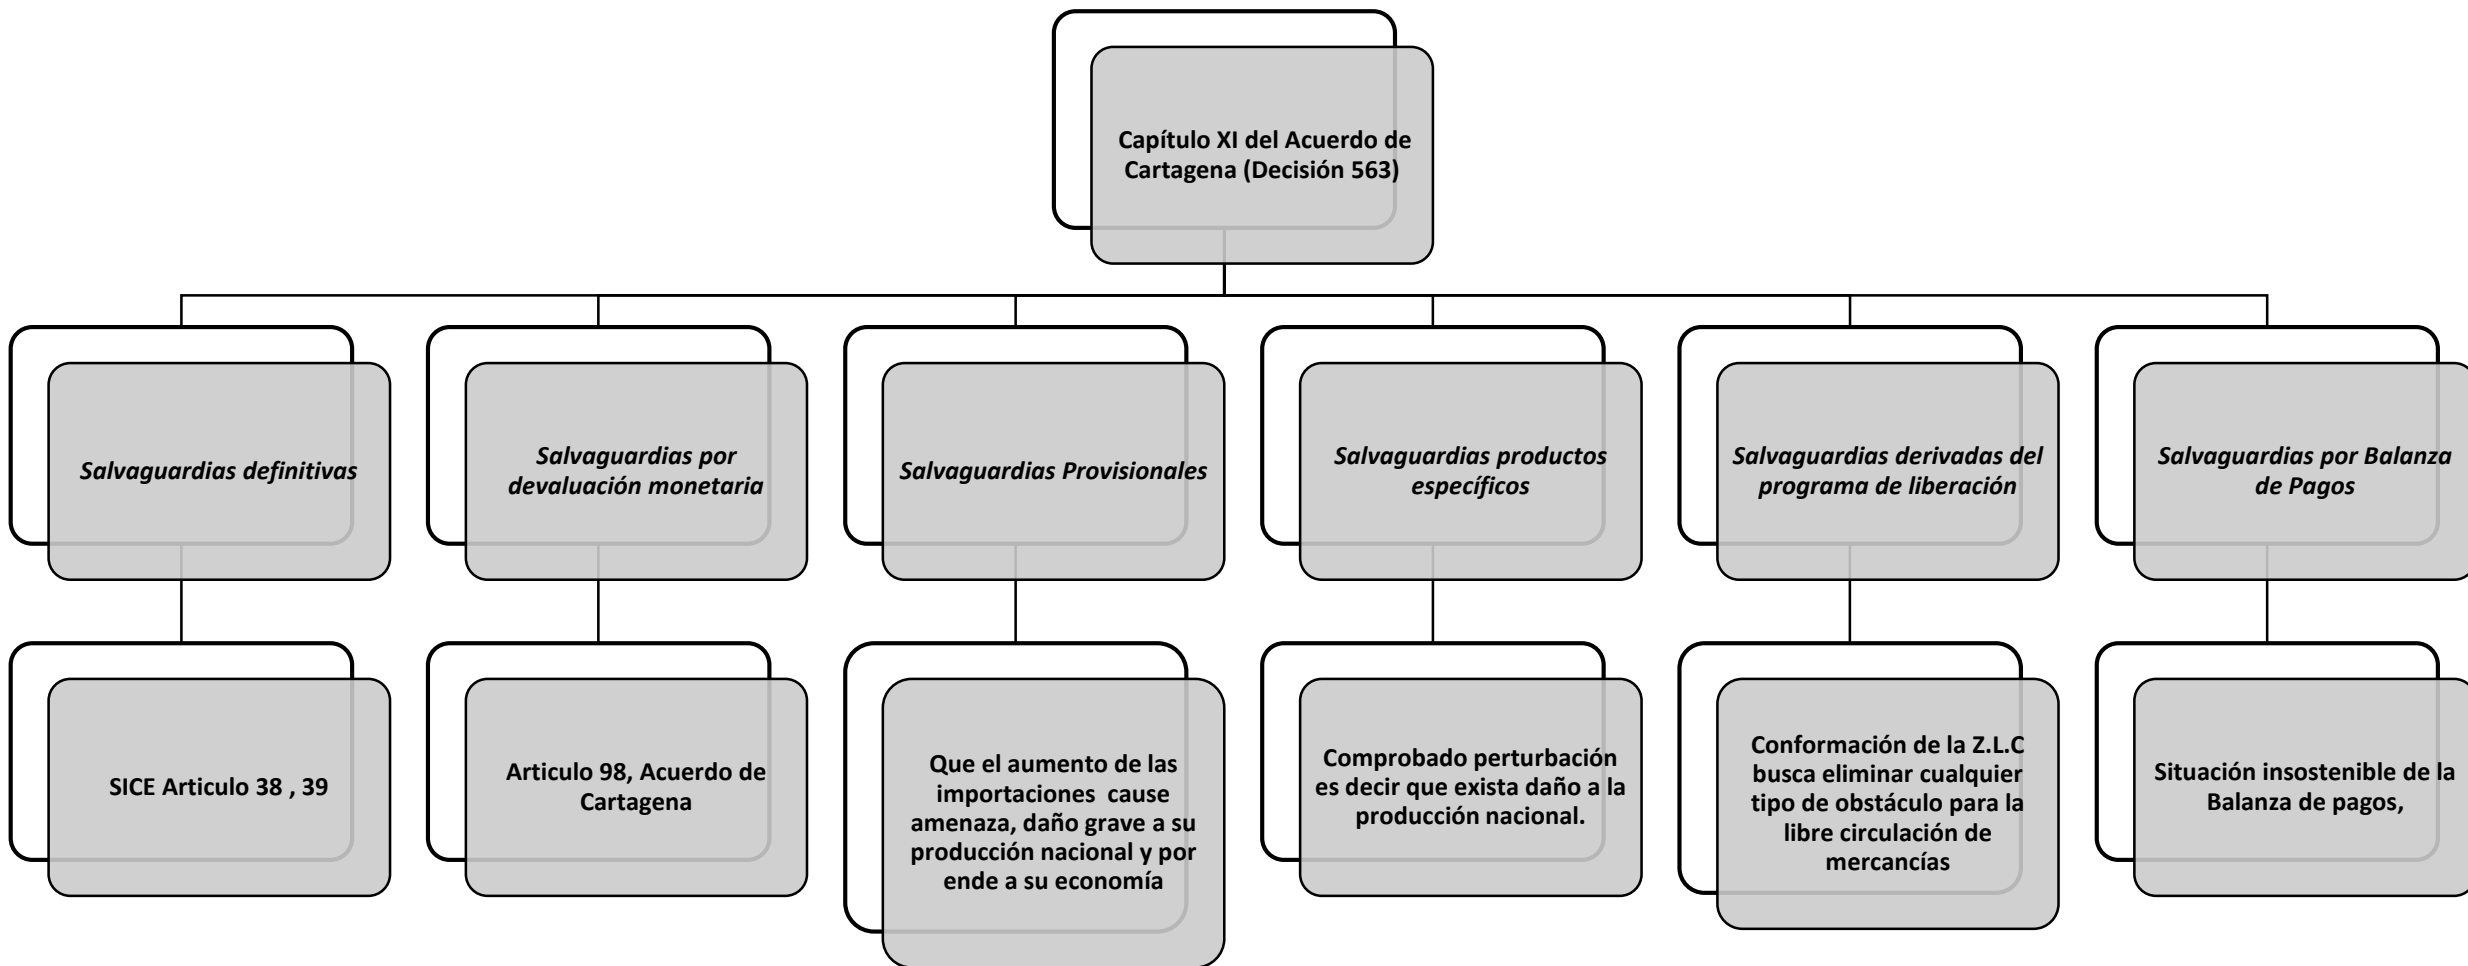 Capítulo XI del Acuerdo de
Cartagena (Decisión 563)
Salvaguardias definitivas
Salvaguardias por
devaluación monetaria
Salvaguardias Provisionales
Salvaguardias productos
específicos
Salvaguardias derivadas del
programa de liberación
Salvaguardias por Balanza
de Pagos
SICE Articulo 38 , 39
Articulo 98, Acuerdo de
Cartagena
Que el aumento de las
importaciones cause
amenaza, daño grave a su
producción nacional y por
ende a su economía
Comprobado perturbación
es decir que exista daño a la
producción nacional.
Conformación de la Z.L.C
busca eliminar cualquier
tipo de obstáculo para la
libre circulación de
mercancías
Situación insostenible de la
Balanza de pagos,